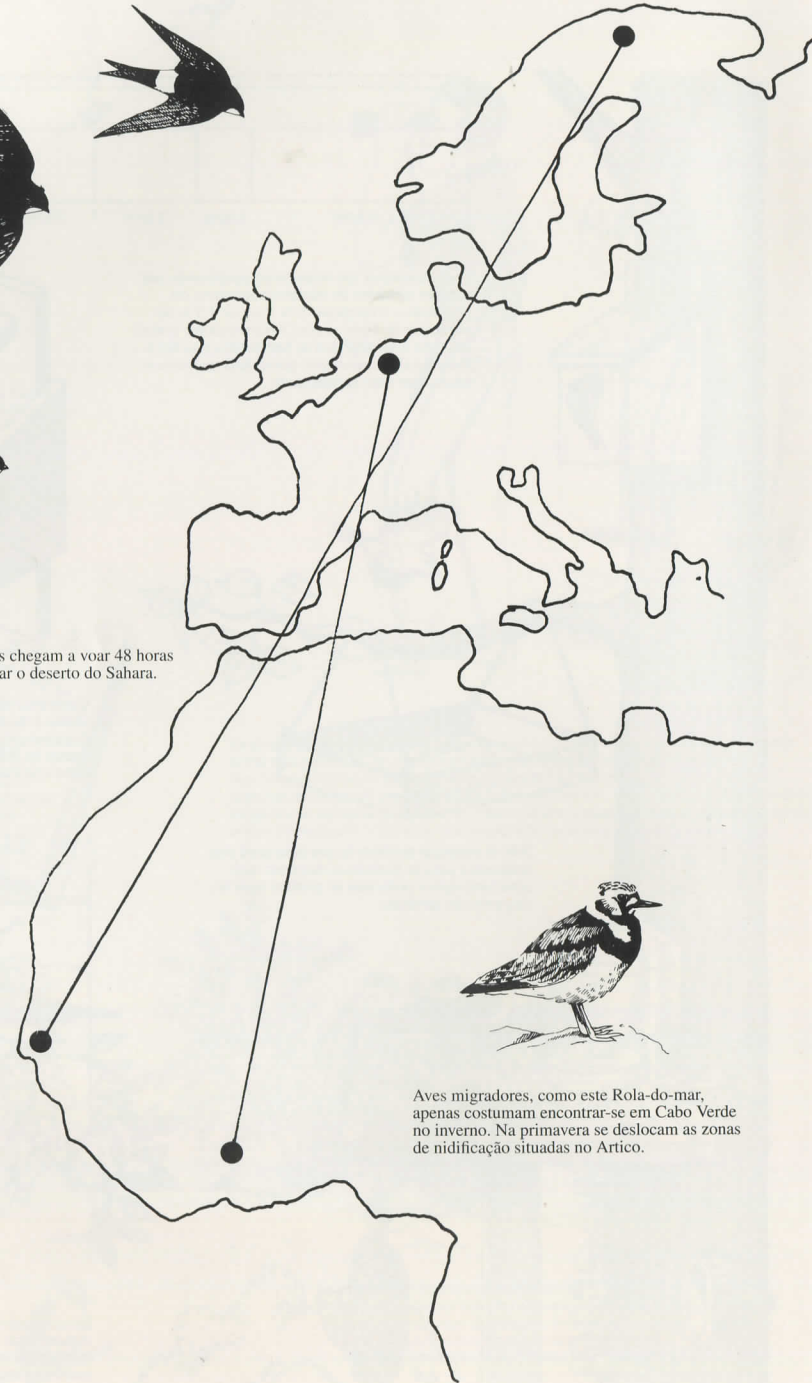 s chegam a voar 48 horas
ar o deserto do Sahara.
Aves migradores, como este Rola-do-mar,
apenas costumam encontrar-se em Cabo Verde
no inverno. Na primavera se deslocam as zonas
de nidificação situadas no Artico.